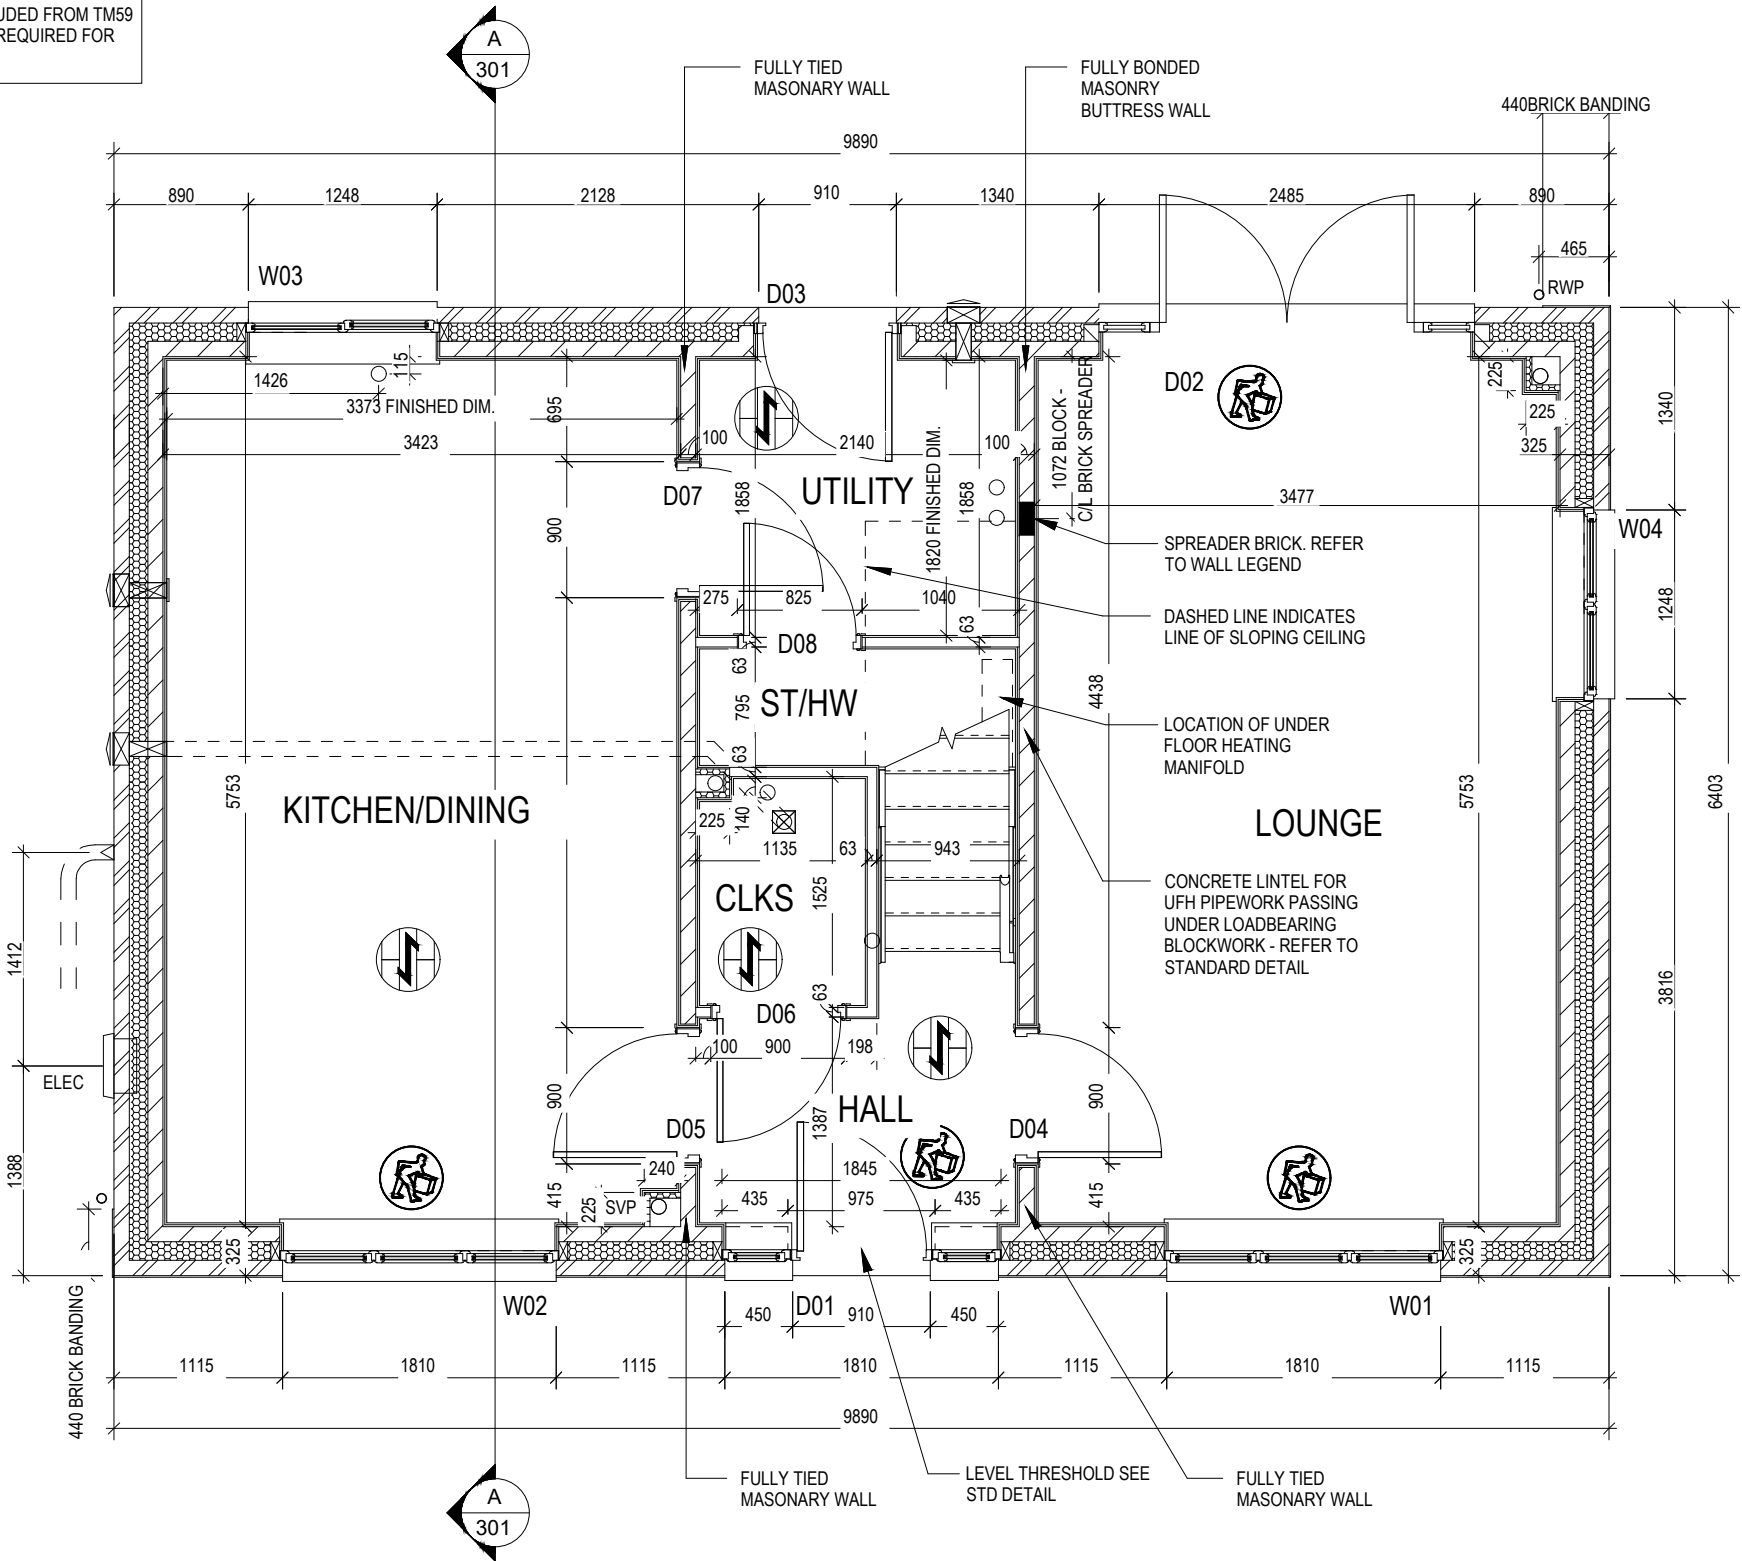 UDED FROM TM59
REQUIRED FOR
A
301
FULLY TIED
MASONARY WALL
FULLY BONDED
MASONRY
BUTTRESS WALL
440BRICK BANDING
9890
890
1248
2128
910
1340
2485
890
465
W03
D03
RWP
115
1426
3373 FINISHED DIM.
3423
695
100
2140
100
D02
225
225
325
1340
1072 BLOCK -
C/L BRICK SPREADER
D07
1858
UTILITY
1820 FINISHED DIM.
1858
3477
W04
900
SPREADER BRICK. REFER
TO WALL LEGEND
275
825
1040
63
DASHED LINE INDICATES
LINE OF SLOPING CEILING
1248
D08
63
795
ST/HW
63
4438
LOCATION OF UNDER
FLOOR HEATING
MANIFOLD
5753
KITCHEN/DINING
225
140
1135
63
943
LOUNGE
5753
6403
CLKS
1525
CONCRETE LINTEL FOR
UFH PIPEWORK PASSING
UNDER LOADBEARING
BLOCKWORK - REFER TO
STANDARD DETAIL
1412
3816
63
D06
100
900
198
ELEC
900
HALL
900
D05
1387
D04
1388
240
1845
415
225
SVP
435
975
435
415
325
325
W02
D01
W01
450
910
450
440 BRICK BANDING
1115
1810
1115
1810
1115
1810
1115
9890
A
301
FULLY TIED
MASONARY WALL
LEVEL THRESHOLD SEE
STD DETAIL
FULLY TIED
MASONARY WALL